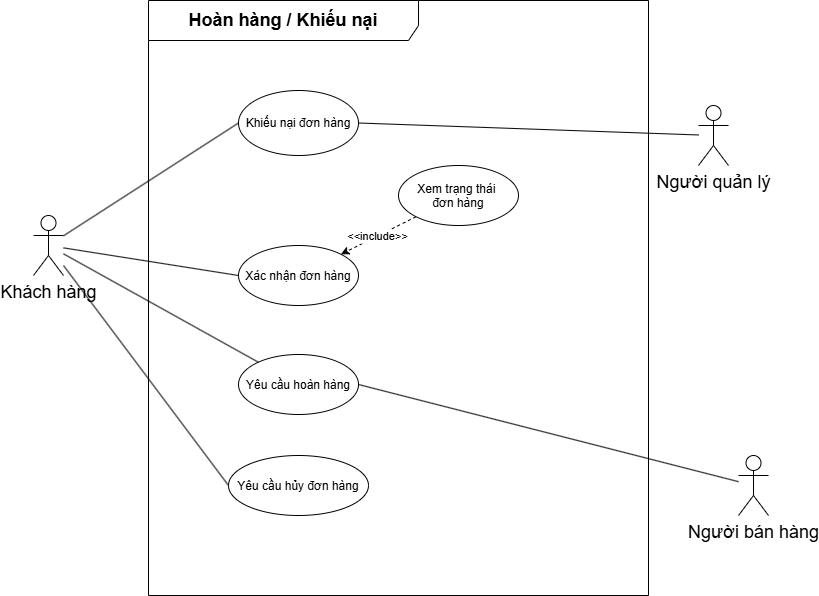 Hoàn hàng / Khiếu nại
Khiếu nại đơn hàng
Người quản lý
Xem trạng thái
đơn hàng
<<include>>
Xác nhận đơn hàng
Khách hàng
Yêu cầu hoàn hàng
Yêu cầu hủy đơn hàng
Người bán hàng